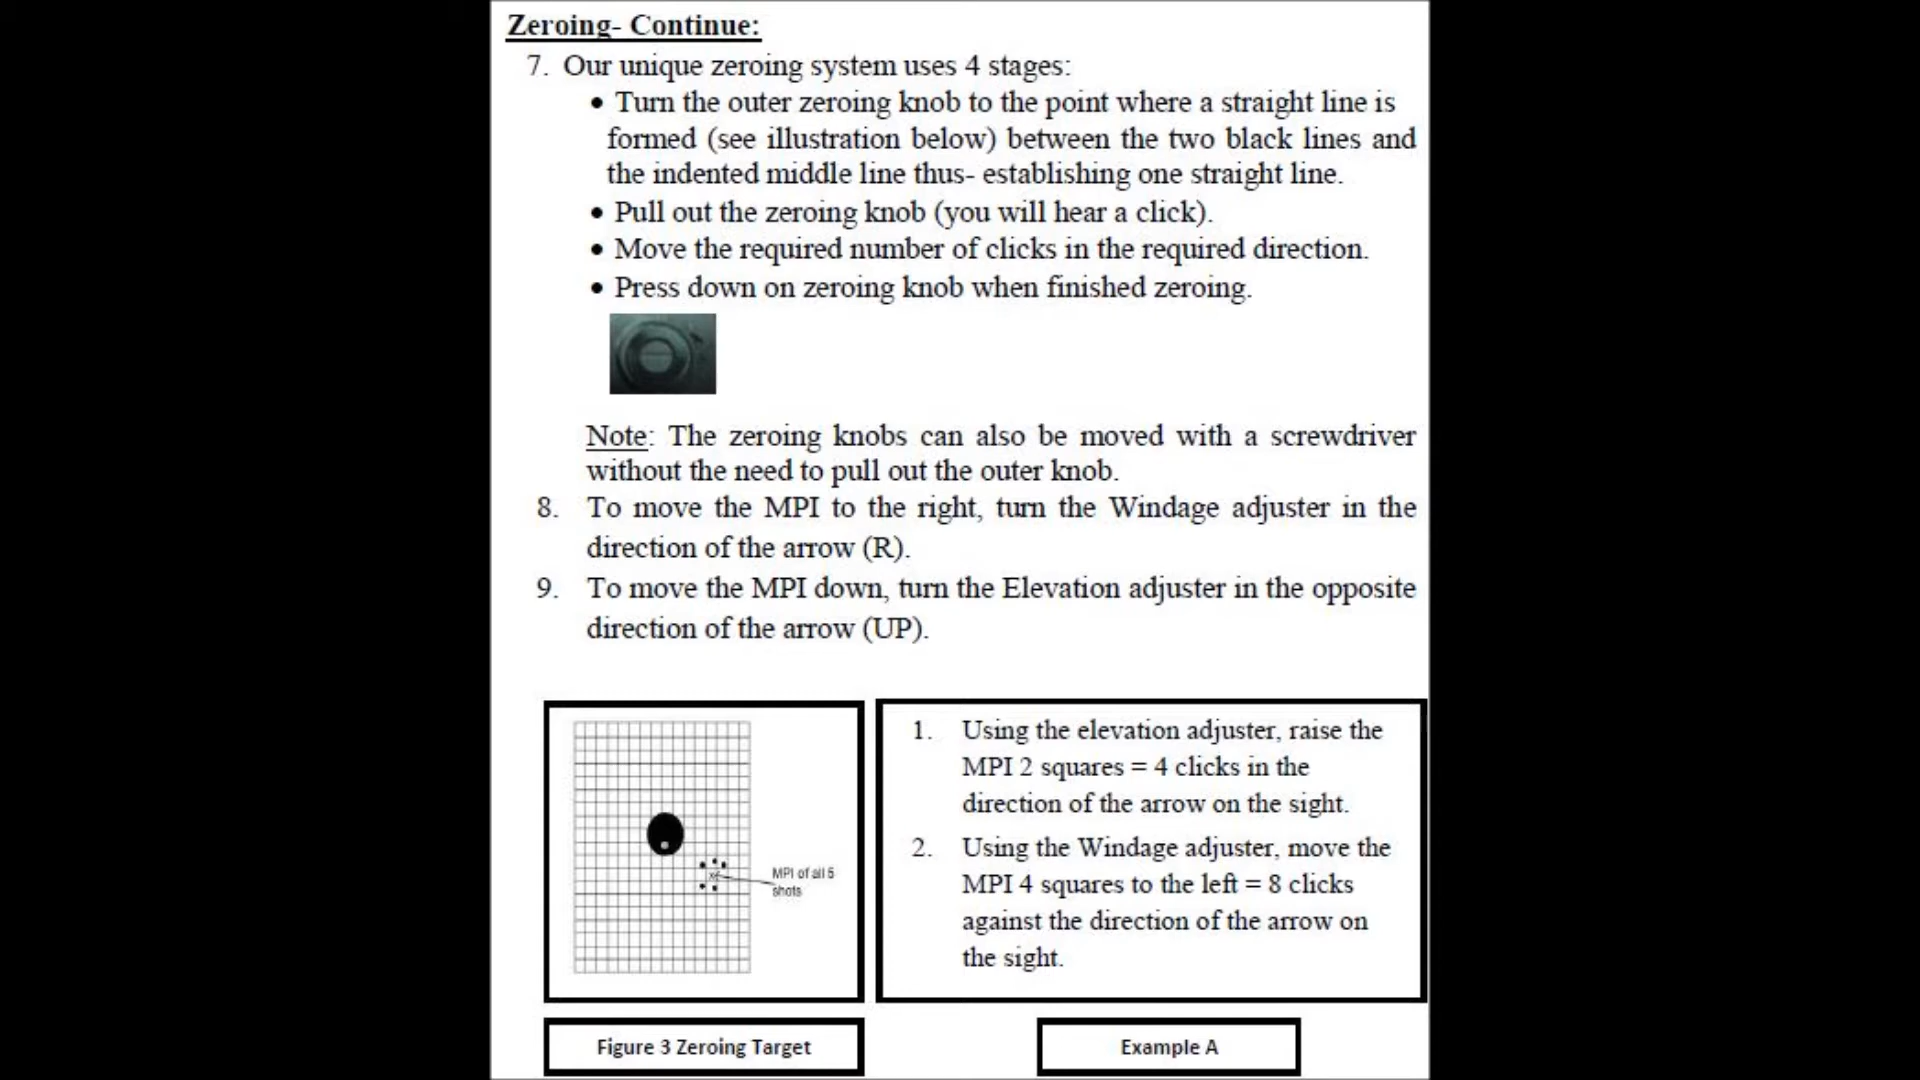 Zeroing- Continue:
7. Our unique zeroing system uses 4 stages:
• Turn the outer zeroing knob to the point where a straight line is
formed (see illustration below) between the two black lines and
the indented middle line thus- establishing one straight line.
• Pull out the zeroing knob (you will hear a click).
• Move the required number of clicks in the required direction.
• Press down on zeroing knob when finished zeroing.
Note: The zeroing knobs can also be moved with a screwdriver
without the need to pull out the outer knob.
8. To move the MPI to the right, turn the Windage adjuster in the
direction of the arrow (R).
9. To move the MPI down, turn the Elevation adjuster in the opposite
direction of the arrow (UP).
MPI of all 5
shots
1. Using the elevation adjuster, raise the
MPI 2 squares = 4 clicks in the
direction of the arrow on the sight.
2. Using the Windage adjuster, move the
MPI 4 squares to the left = 8 clicks
against the direction of the arrow on
the sight.
Figure 3 Zeroing Target
Example A